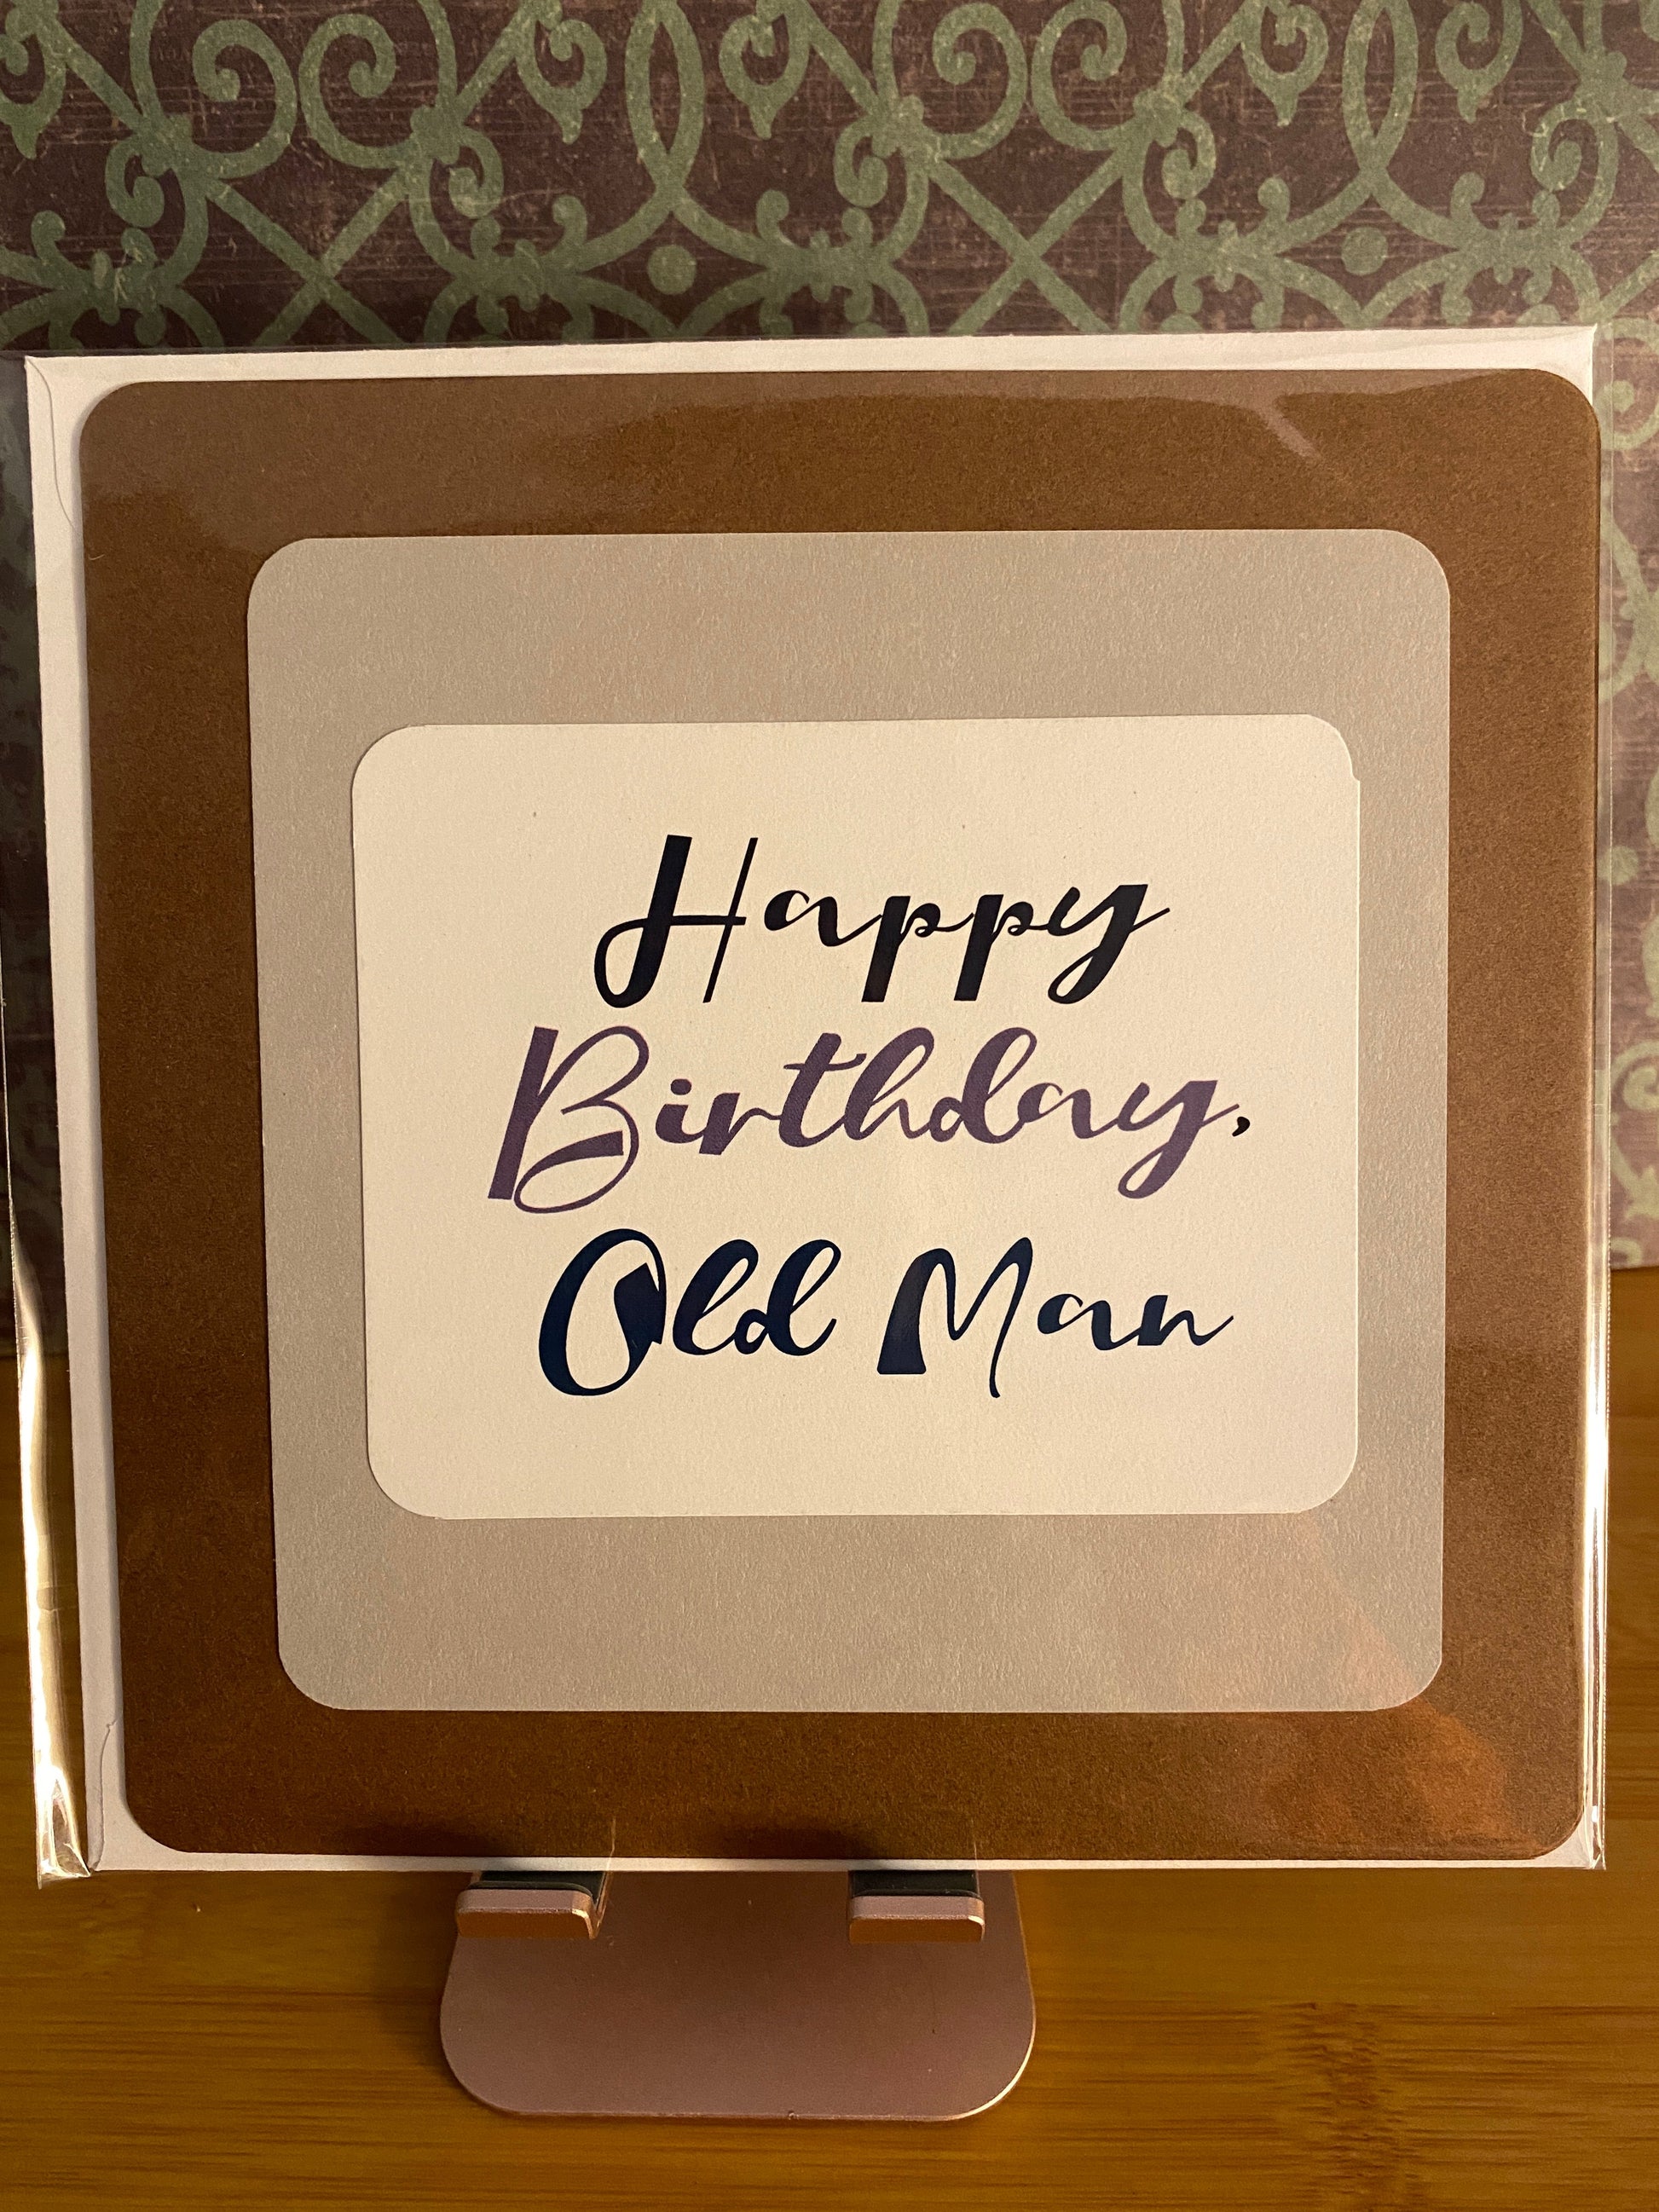 Happy
Birthday,
Old Man